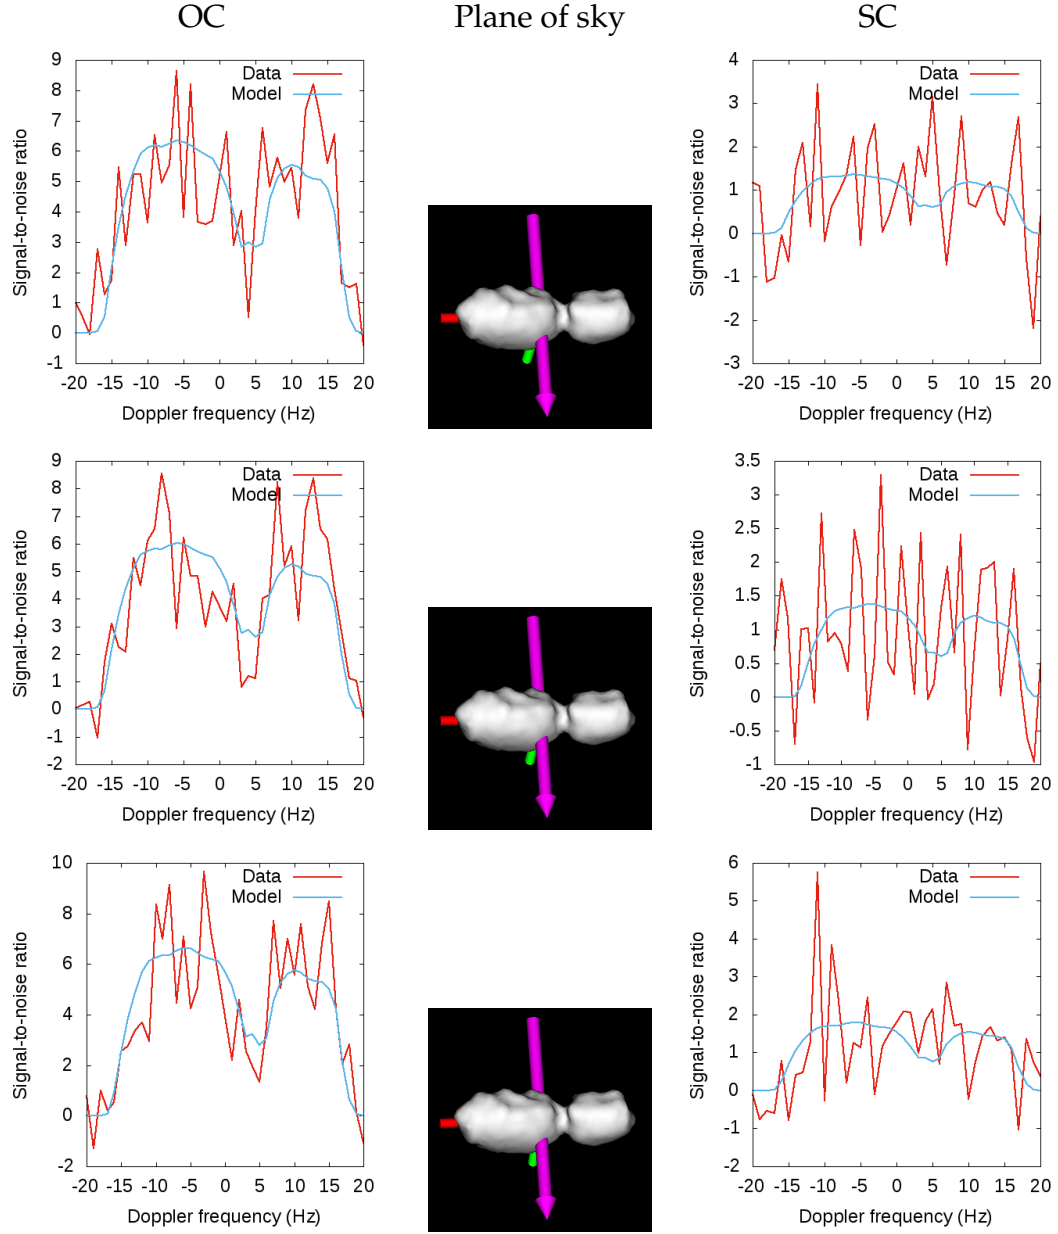 OC Plane of sky SC
Data
Model
Signal-to-noise ratio
9
8
7
6
5
4
3
2
1
0
-1
-20 -15 -10 -5 0 5 10 15 20
Doppler frequency (Hz)
Data
Model
Signal-to-noise ratio
4
3
2
1
0
-1
-2
-3
-20 -15 -10 -5 0 5 10 15 20
Doppler frequency (Hz)
Data
Model
Signal-to-noise ratio
9
8
7
6
5
4
3
2
1
0
-1
-2
-20 -15 -10 -5 0 5 10 15 20
Doppler frequency (Hz)
Data
Model
Signal-to-noise ratio
3.5
3
2.5
2
1.5
1
0.5
0
-0.5
-1
-20 -15 -10 -5 0 5 10 15 20
Doppler frequency (Hz)
Data
Model
Signal-to-noise ratio
10
8
6
4
2
0
-2
-20 -15 -10 -5 0 5 10 15 20
Doppler frequency (Hz)
Data
Model
Signal-to-noise ratio
6
5
4
3
2
1
0
-1
-2
-20 -15 -10 -5 0 5 10 15 20
Doppler frequency (Hz)